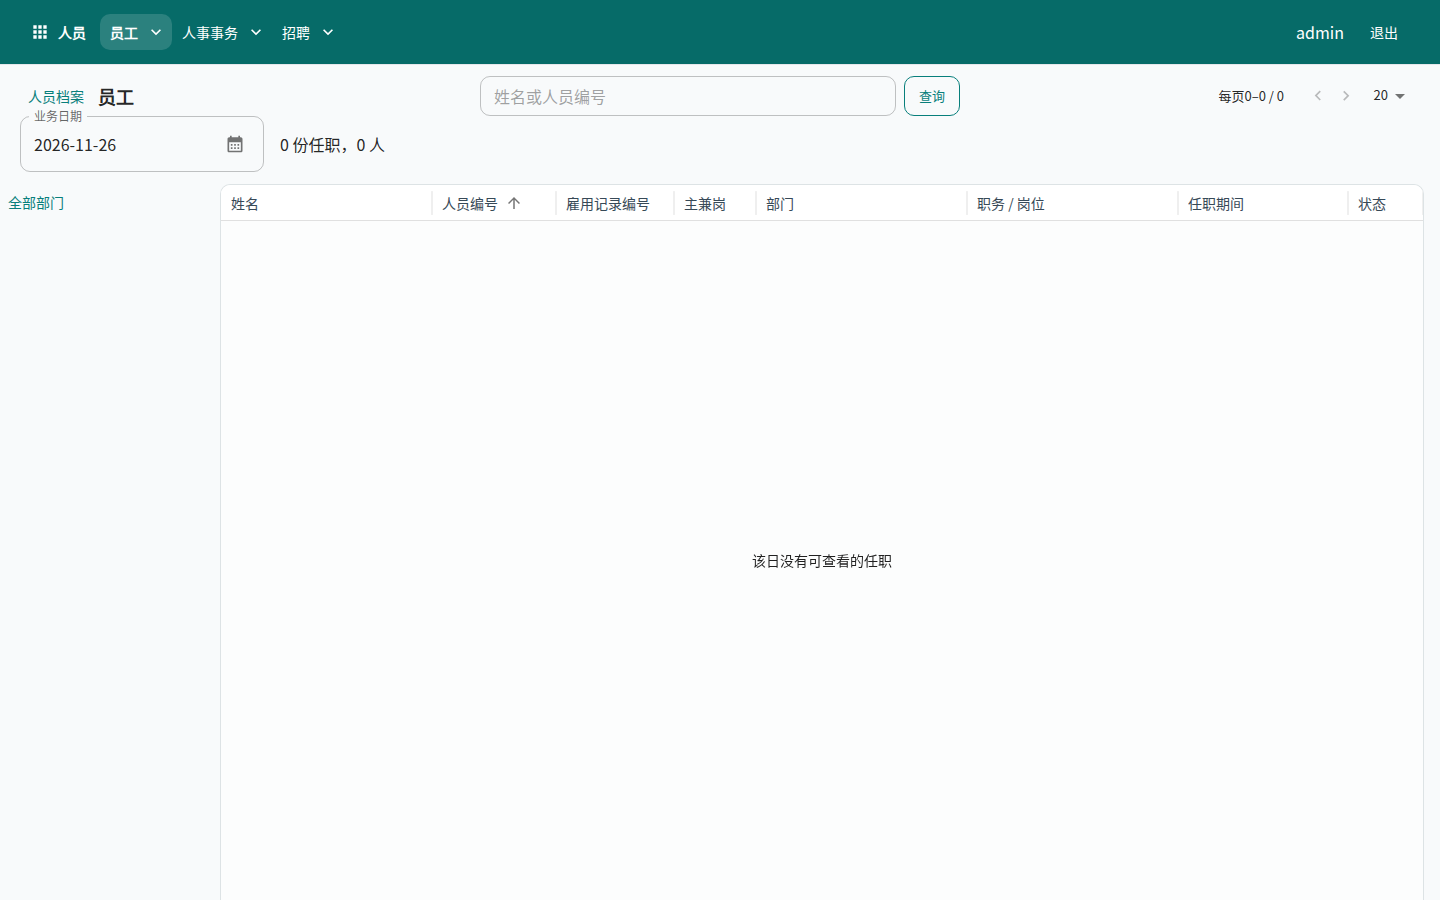 人员 员工 人事事务 招聘 admin 退出
人员档案 员工 姓名或人员编号 查询 每页0–0 / 0 20
业务日期
2026-11-26 0 份任职，0 人
全部部门
姓名 人员编号 雇用记录编号 主兼岗 部门 职务 / 岗位 任职期间 状态
该日没有可查看的任职